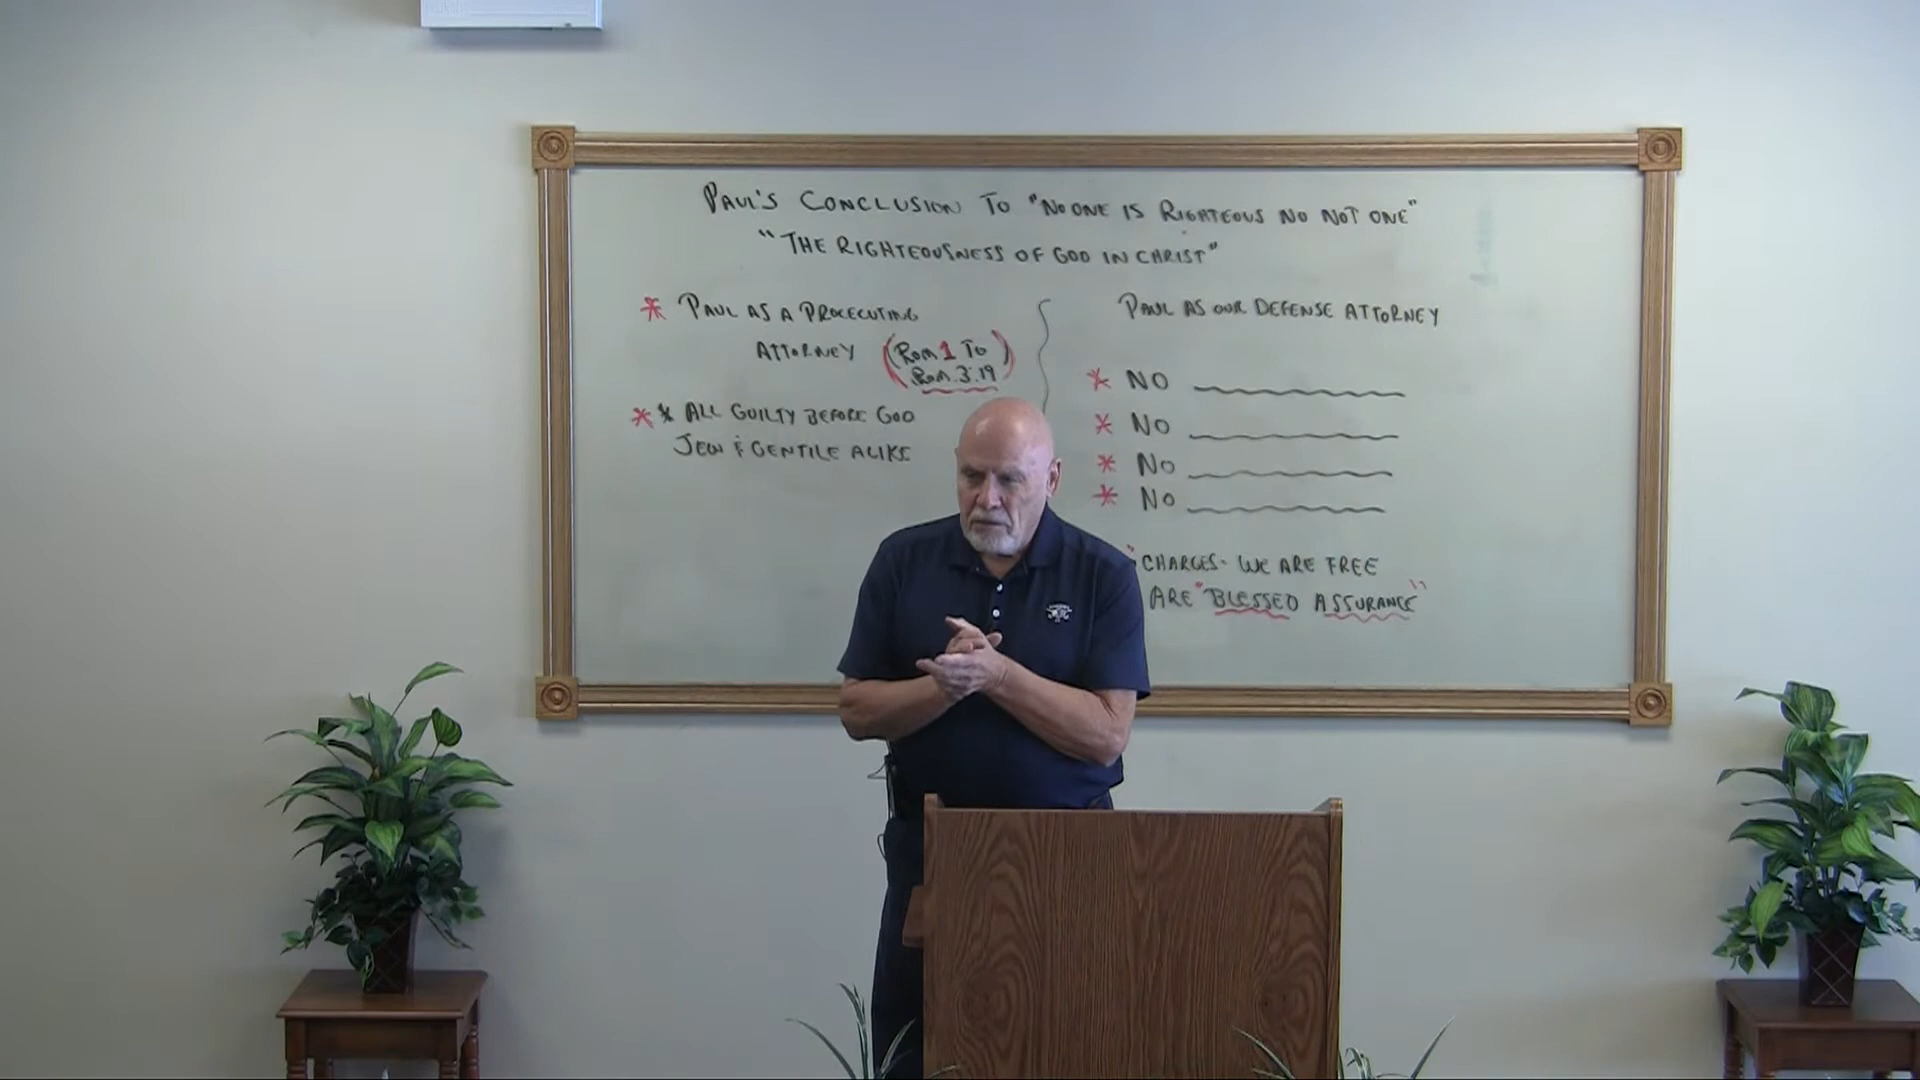 PAUL'S CONCLUSION TO "NO ONE IS RIGHTEOUS NO NOT ONE"
"THE RIGHTEOUSNESS OF GOD IN CHRIST"
* PAUL AS A PROCECUTING
ATTORNEY (Rom 1 To
Rom. 3.19)
* * ALL GUILTY BEFORE GOD
JEW & GENTILE ALIKE
PAUL AS OUR DEFENSE ATTORNEY
* NO
* NO
* No
* No
" CHARGES - WE ARE FREE
ARE "BLESSED ASSURANCE"